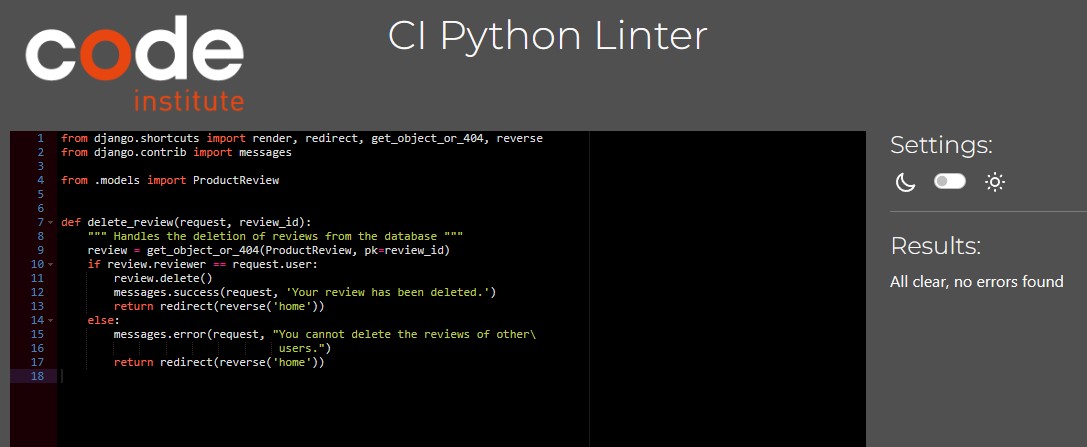 code
institute
CI Python Linter
1 from django.shortcuts import render, redirect, get_object_or_404, reverse
2 from django.contrib import messages
3
4 from .models import ProductReview
5
6
7 def delete_review(request, review_id):
8     """ Handles the deletion of reviews from the database """
9     review = get_object_or_404(ProductReview, pk=review_id)
10     if review.reviewer == request.user:
11         review.delete()
12         messages.success(request, 'Your review has been deleted.')
13         return redirect(reverse('home'))
14     else:
15         messages.error(request, "You cannot delete the reviews of other\
16                                  users.")
17         return redirect(reverse('home'))
18
Settings:
Results:
All clear, no errors found